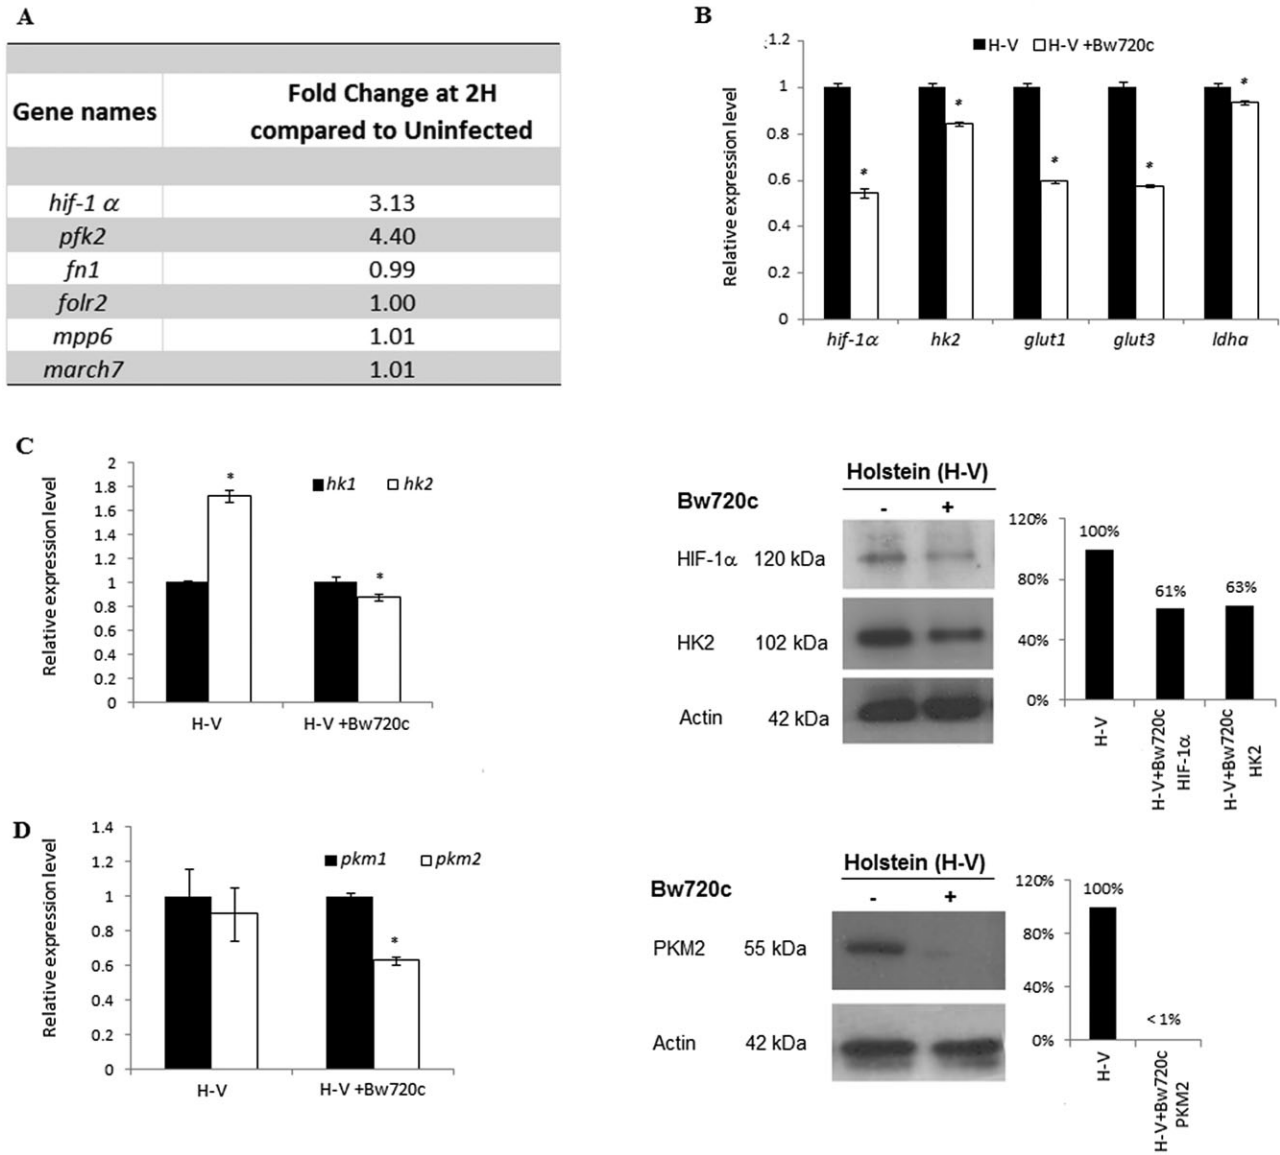 A
Gene names
Fold Change at 2H
compared to Uninfected
hif-1 α 3.13
pfk2 4.40
fn1 0.99
folr2 1.00
mpp6 1.01
march7 1.01
B
Relative expression level
1.2
1
0.8
0.6
0.4
0.2
0
H-V H-V +Bw720c
* * * * *
hif-1α hk2 glut1 glut3 ldha
C
Relative expression level
2
1.8
1.6
1.4
1.2
1
0.8
0.6
0.4
0.2
0
hk1 hk2
* *
H-V H-V +Bw720c
Holstein (H-V)
Bw720c - +
HIF-1α 120 kDa
HK2 102 kDa
Actin 42 kDa
120%
80%
40%
0%
100%
61%
63%
H-V
H-V+Bw720c
HIF-1α
H-V+Bw720c
HK2
D
Relative expression level
1.4
1.2
1
0.8
0.6
0.4
0.2
0
pkm1 pkm2
*
H-V H-V +Bw720c
Holstein (H-V)
Bw720c - +
PKM2 55 kDa
Actin 42 kDa
120%
80%
40%
0%
100%
< 1%
H-V
H-V+Bw720c
PKM2